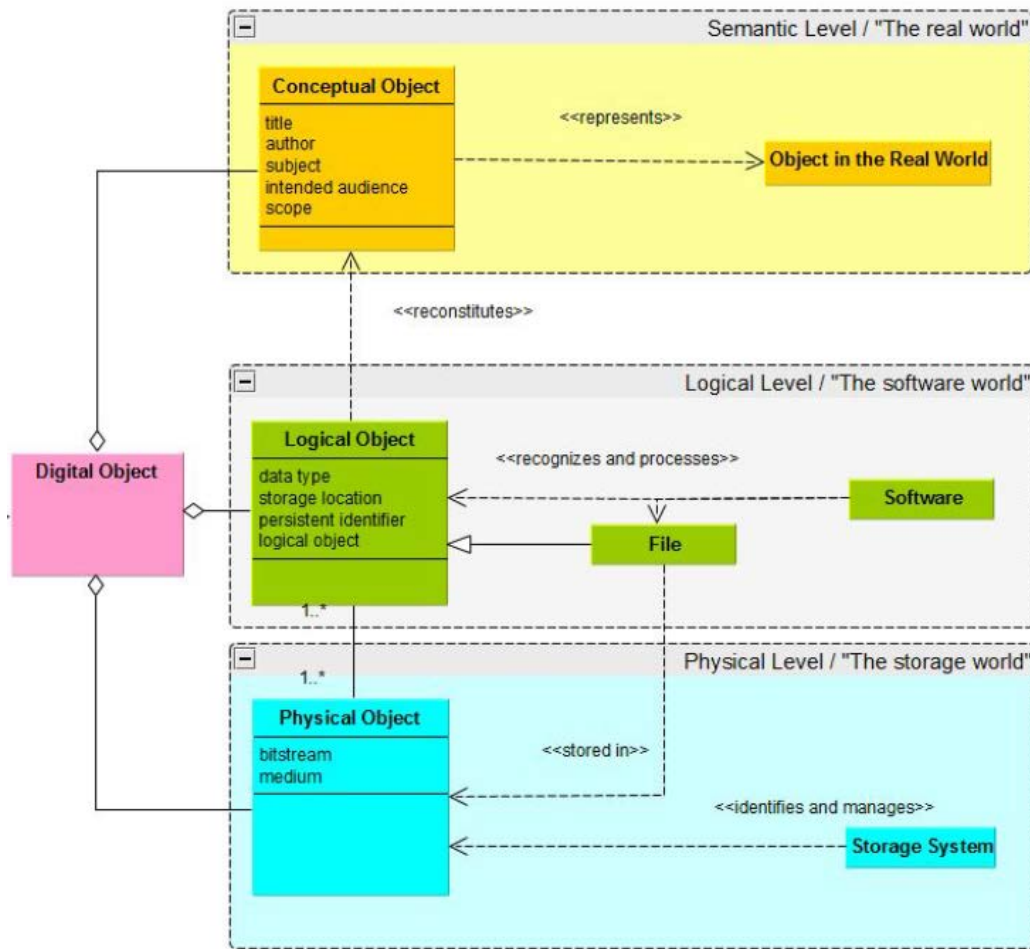 Semantic Level / "The real world"
Conceptual Object
title
author
subject
intended audience
scope
<<represents>>
Object in the Real World
<<reconstitutes>>
Logical Level / "The software world"
Logical Object
data type
storage location
persistent identifier
logical object
<<recognizes and processes>>
Software
File
Digital Object
1..*
Physical Level / "The storage world"
1..*
Physical Object
bitstream
medium
<<stored in>>
<<identifies and manages>>
Storage System